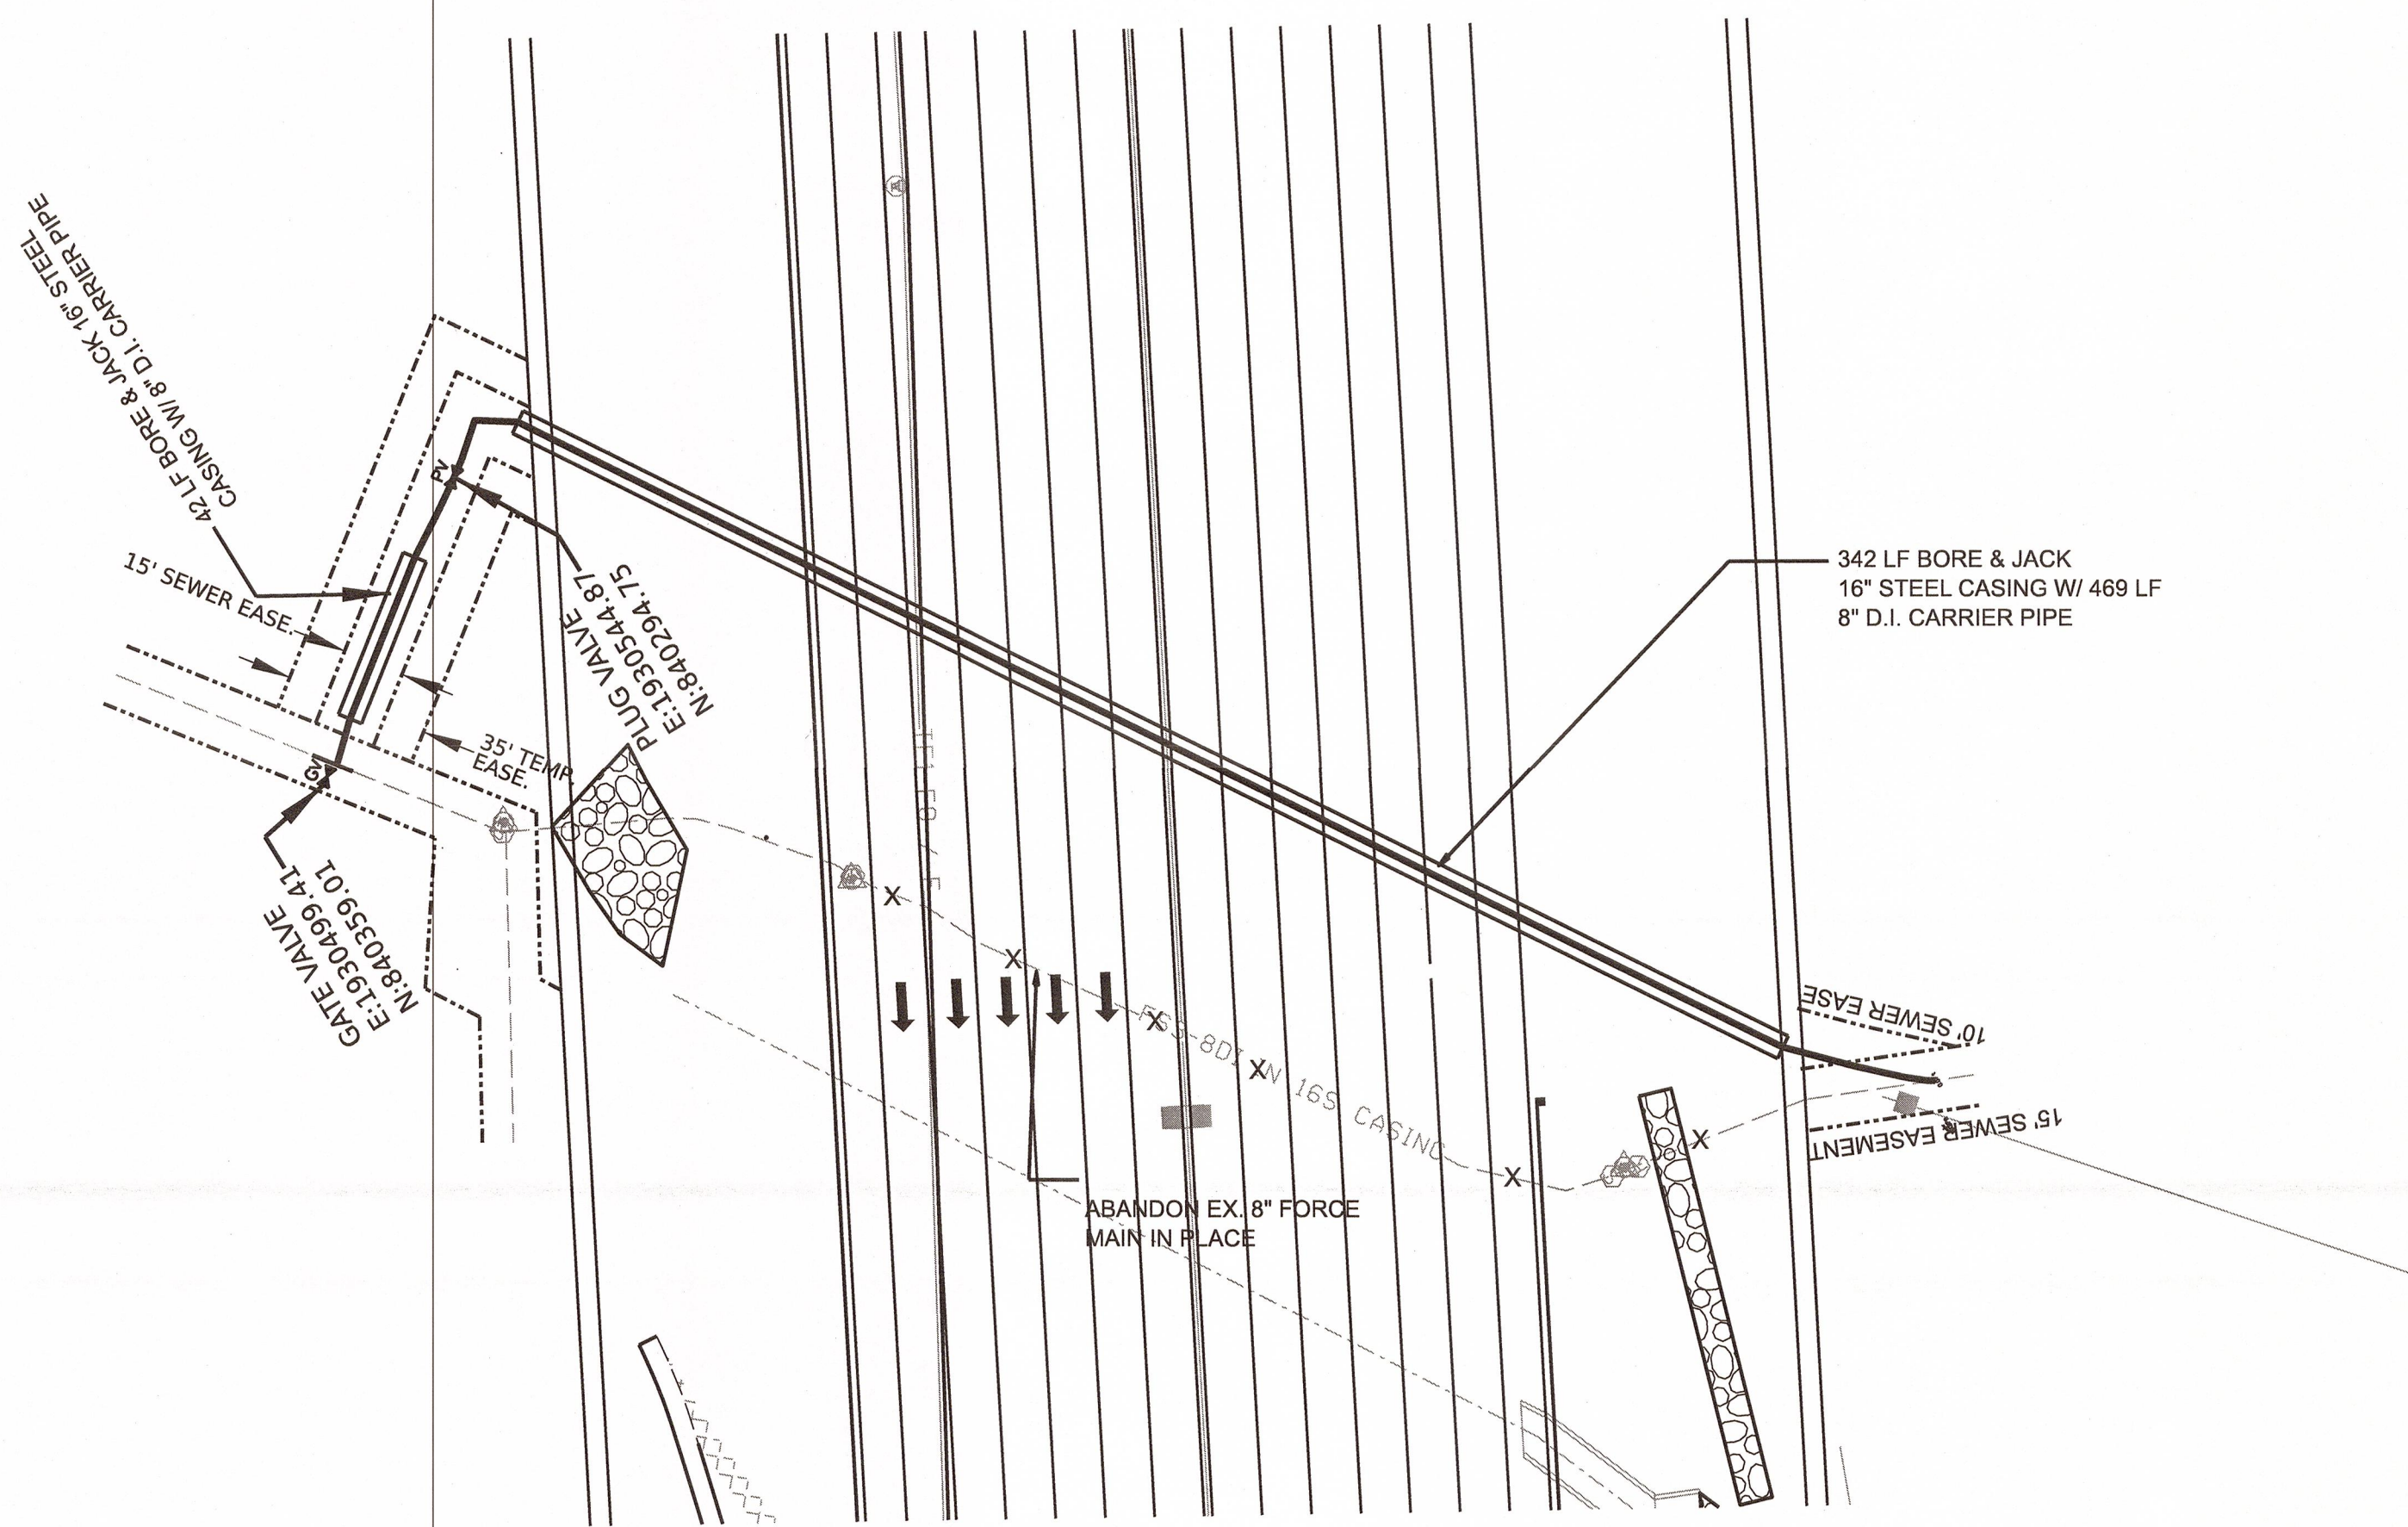 42 LF BORE & JACK 16" STEEL
CASING W/ 8" D.I. CARRIER PIPE
15' SEWER EASE.
PV
PLUG VALVE
E:1930544.87
N:840294.75
35' TEMP.
EASE.
GV
GATE VALVE
E:1930499.41
N:840359.01
342 LF BORE & JACK
16" STEEL CASING W/ 469 LF
8" D.I. CARRIER PIPE
10' SEWER EASE
15' SEWER EASEMENT
FSS-8DI IN 16S CASING
ABANDON EX. 8" FORCE
MAIN IN PLACE
A
X
X
X
X
X
X